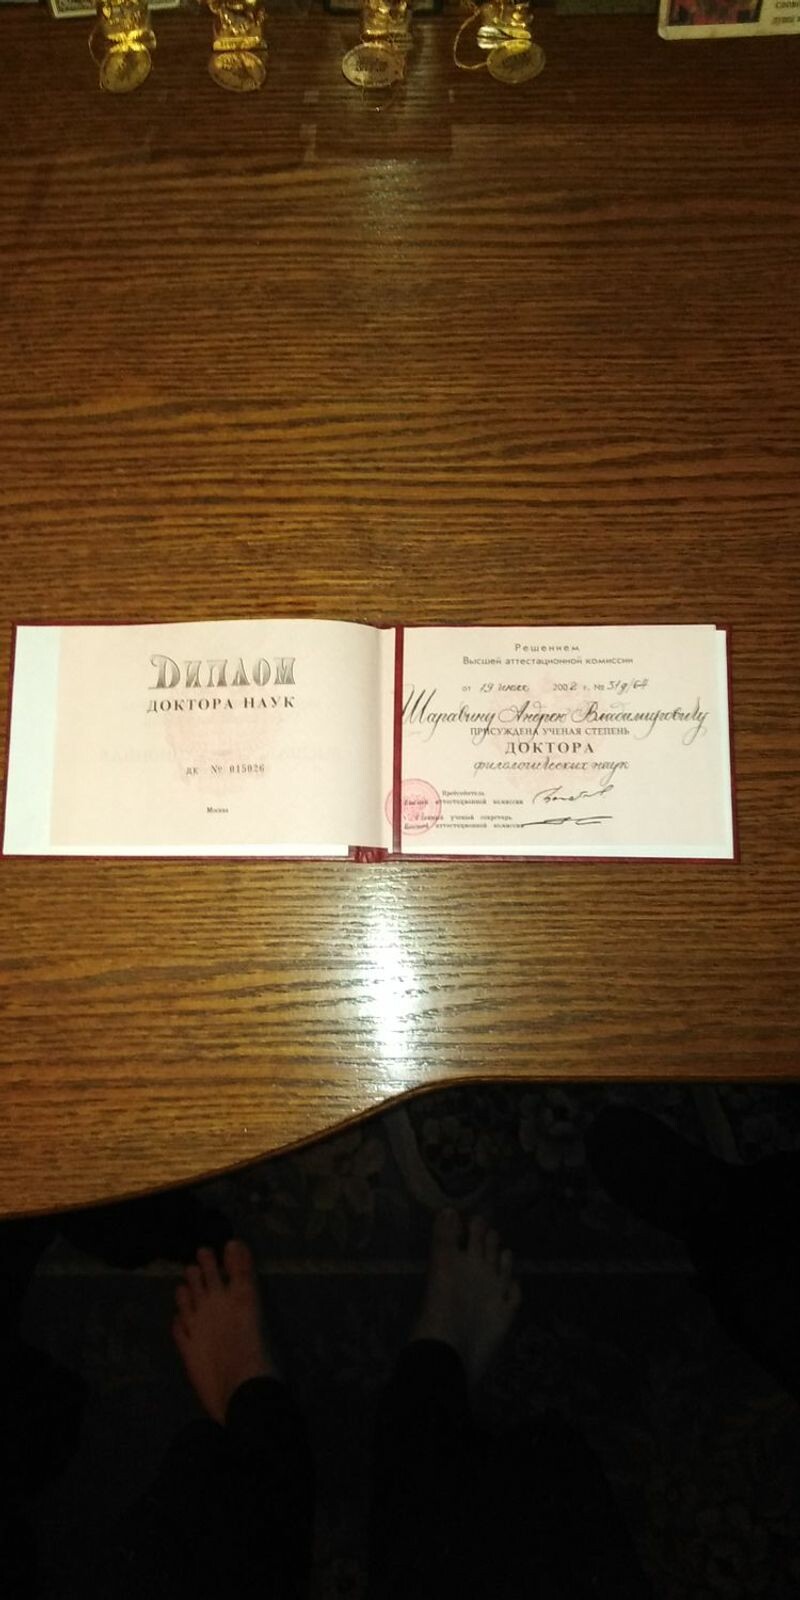 ДИПЛОМ
ДОКТОРА НАУК
ДК № 015026
Москва
Решением
Высшей аттестационной комиссии
от 19 июля 2002 г. №
Шаравину Андрею Владимировичу
ПРИСУЖДЕНА УЧЕНАЯ СТЕПЕНЬ
ДОКТОРА
филологических наук
Председатель
Высшей аттестационной комиссии
Главный ученый секретарь
Высшей аттестационной комиссии